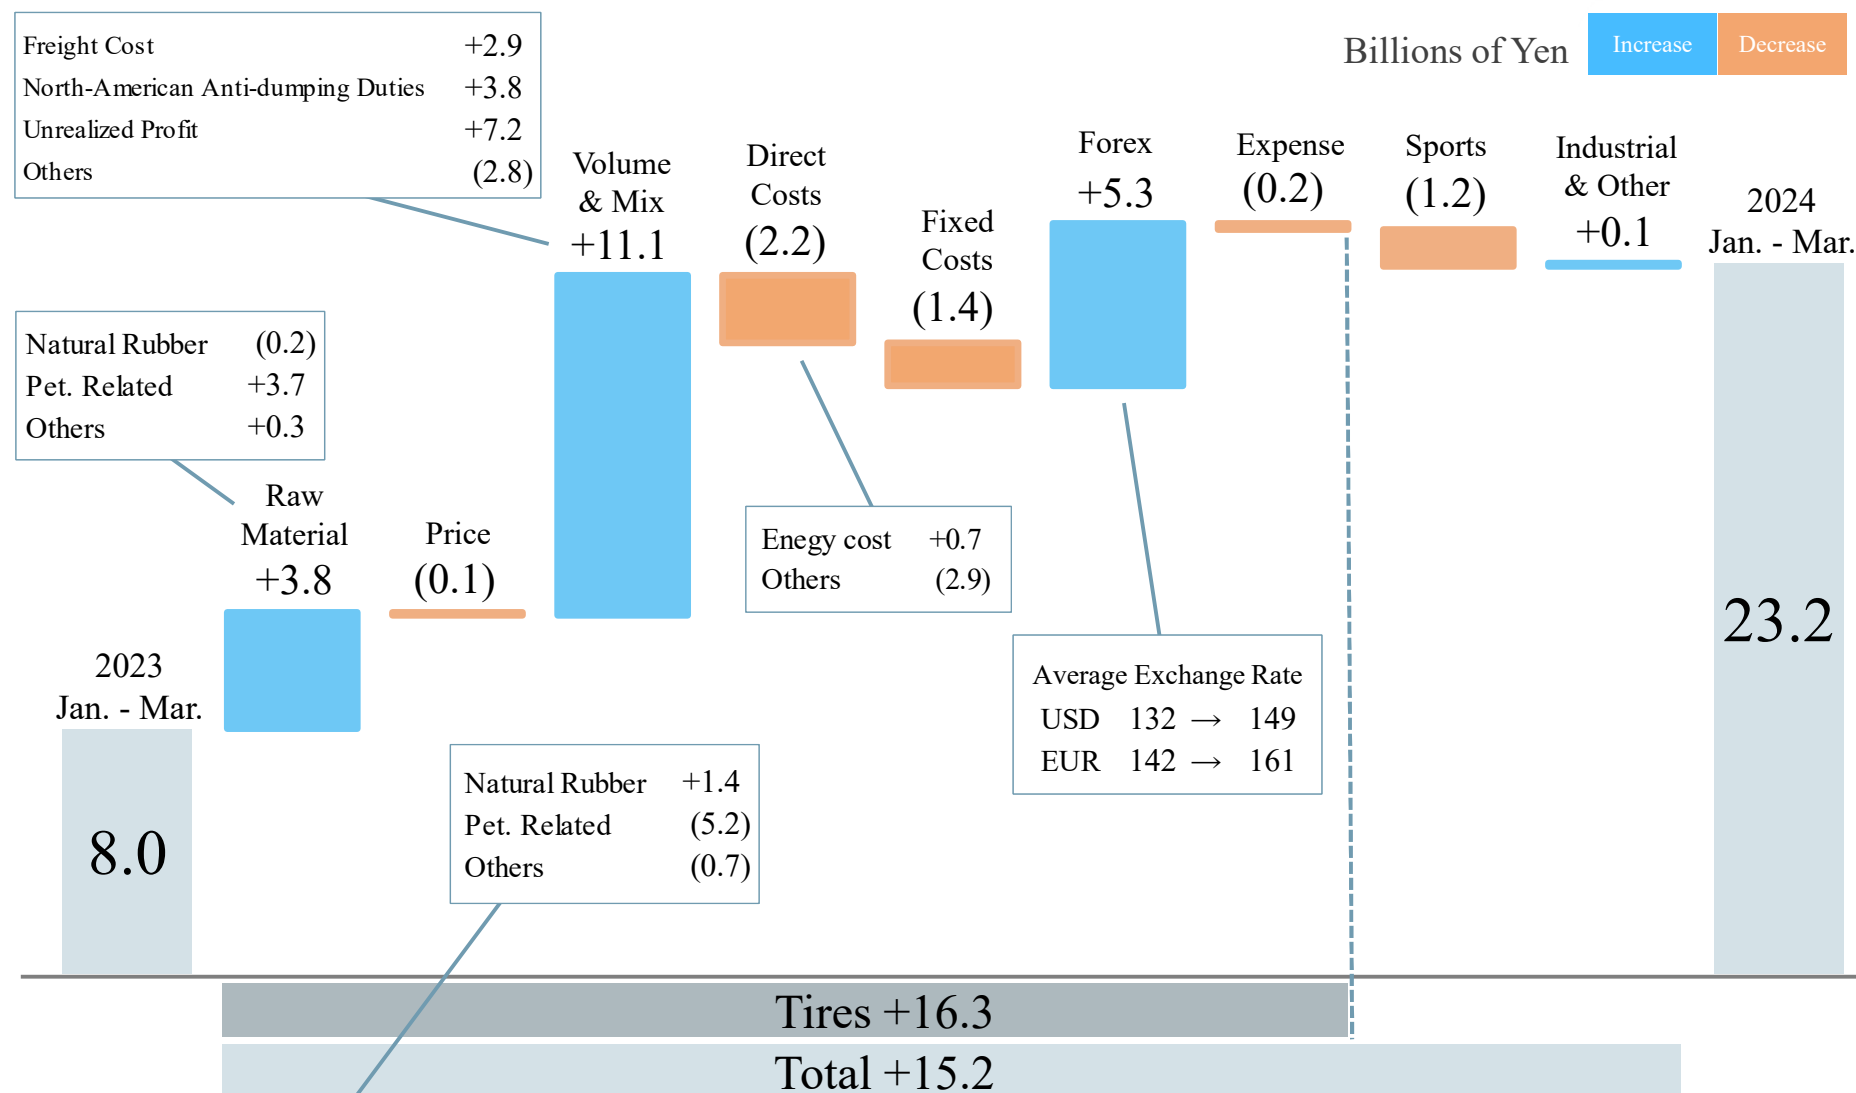 Freight Cost +2.9
North-American Anti-dumping Duties +3.8
Unrealized Profit +7.2
Others (2.8)
Billions of Yen Increase Decrease
Volume
& Mix
+11.1
Direct
Costs
(2.2)
Fixed
Costs
(1.4)
Forex
+5.3
Expense
(0.2)
Sports
(1.2)
Industrial
& Other
+0.1
2024
Jan. - Mar.
23.2
Natural Rubber (0.2)
Pet. Related +3.7
Others +0.3
Raw
Material
+3.8
Price
(0.1)
Enegy cost +0.7
Others (2.9)
Average Exchange Rate
USD 132 → 149
EUR 142 → 161
2023
Jan. - Mar.
8.0
Natural Rubber +1.4
Pet. Related (5.2)
Others (0.7)
Tires +16.3
Total +15.2